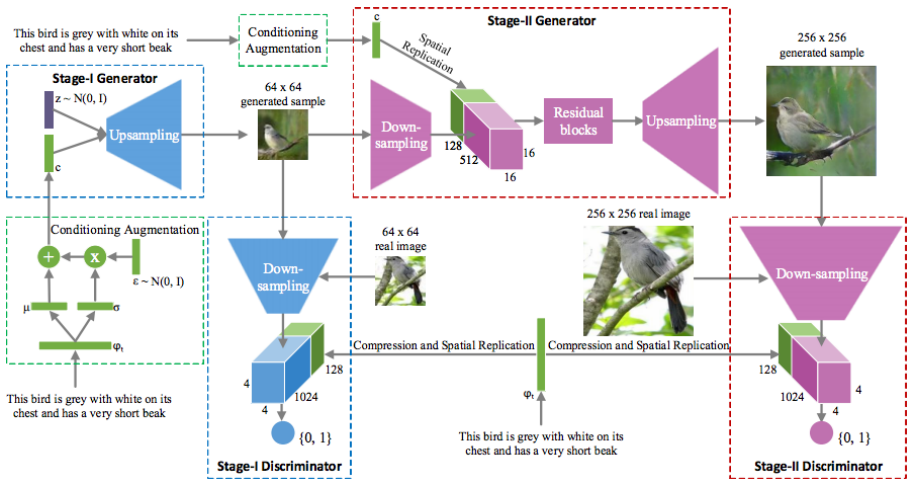 This bird is grey with white on its
chest and has a very short beak
Conditioning
Augmentation
c
Stage-II Generator
Spatial
Replication
256 x 256
generated sample
Stage-I Generator
z ~ N(0, I)
Upsampling
c
64 x 64
generated sample
Down-
sampling
128
512
16
16
Residual
blocks
Upsampling
Conditioning Augmentation
+
x
ε ~ N(0, I)
μ
σ
φt
This bird is grey with white on its
chest and has a very short beak
64 x 64
real image
Down-
sampling
4
4
1024
128
{0, 1}
Stage-I Discriminator
256 x 256 real image
Compression and Spatial Replication
Compression and Spatial Replication
φt
This bird is grey with white on its
chest and has a very short beak
Down-sampling
128
1024
4
4
{0, 1}
Stage-II Discriminator